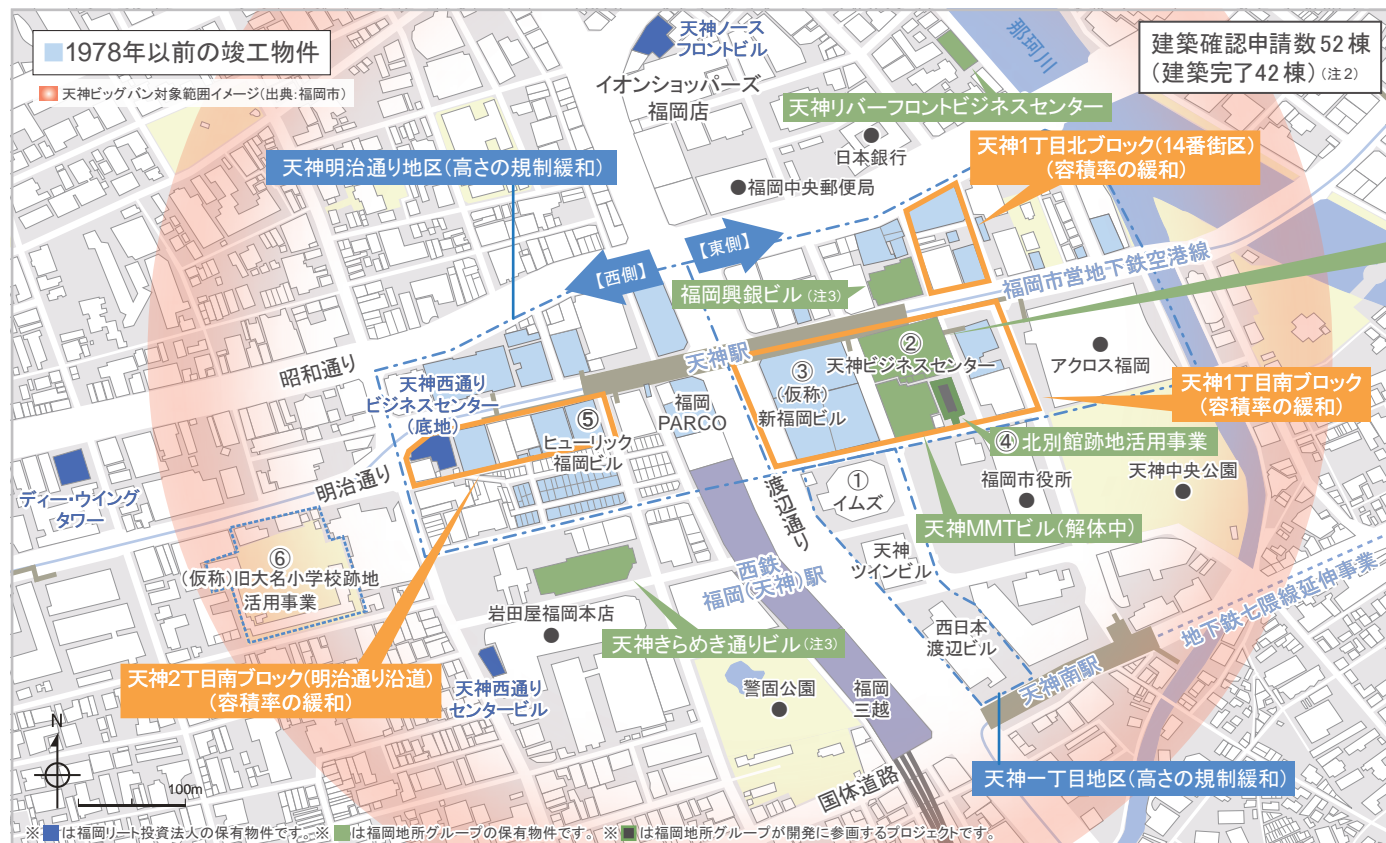 1978年以前の竣工物件
天神ビッグバン対象範囲イメージ(出典:福岡市)
天神ノース
フロントビル
イオンショッパーズ
福岡店
那珂川
建築確認申請数52棟
(建築完了42棟)(注2)
天神リバーフロントビジネスセンター
日本銀行
福岡中央郵便局
天神明治通り地区(高さの規制緩和)
天神1丁目北ブロック(14番街区)
(容積率の緩和)
【西側】
【東側】
福岡興銀ビル(注3)
福岡市営地下鉄空港線
昭和通り
天神駅
②
天神ビジネスセンター
③
(仮称)
新福岡ビル
アクロス福岡
天神西通り
ビジネスセンター
(底地)
福岡
PARCO
⑤
ヒューリック
福岡ビル
天神1丁目南ブロック
(容積率の緩和)
④北別館跡地活用事業
ディー・ウイング
タワー
明治通り
渡辺通り
①
イムズ
福岡市役所
天神中央公園
天神MMTビル(解体中)
⑥
(仮称)旧大名小学校跡地
活用事業
西鉄
福岡(天神)駅
天神
ツインビル
地下鉄七隈線延伸事業
岩田屋福岡本店
天神きらめき通りビル(注3)
西日本
渡辺ビル
天神2丁目南ブロック(明治通り沿道)
(容積率の緩和)
天神西通り
センタービル
警固公園
福岡
三越
天神南駅
天神一丁目地区(高さの規制緩和)
国体道路
N
100m
※■は福岡リート投資法人の保有物件です。※■は福岡地所グループの保有物件です。※■は福岡地所グループが開発に参画するプロジェクトです。